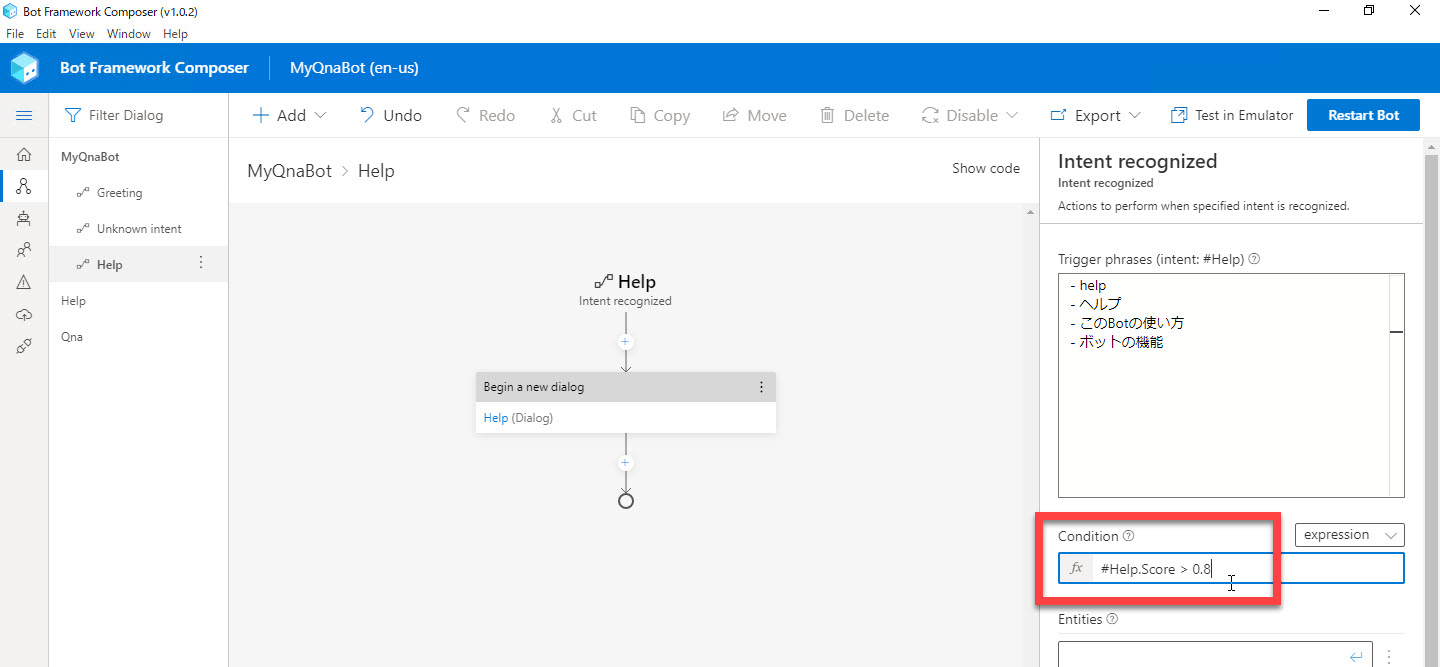 Bot Framework Composer (v1.0.2)
File Edit View Window Help
Bot Framework Composer MyQnaBot (en-us)
Filter Dialog Add Undo Redo Cut Copy Move Delete Disable Export Test in Emulator Restart Bot
MyQnaBot
Greeting
Unknown intent
Help
Help
Qna
MyQnaBot > Help Show code
Help
Intent recognized
Begin a new dialog
Help (Dialog)
Intent recognized
Intent recognized
Actions to perform when specified intent is recognized.
Trigger phrases (intent: #Help)
- help
- ヘルプ
- このBotの使い方
- ボットの機能
Condition expression
fx #Help.Score > 0.8
Entities